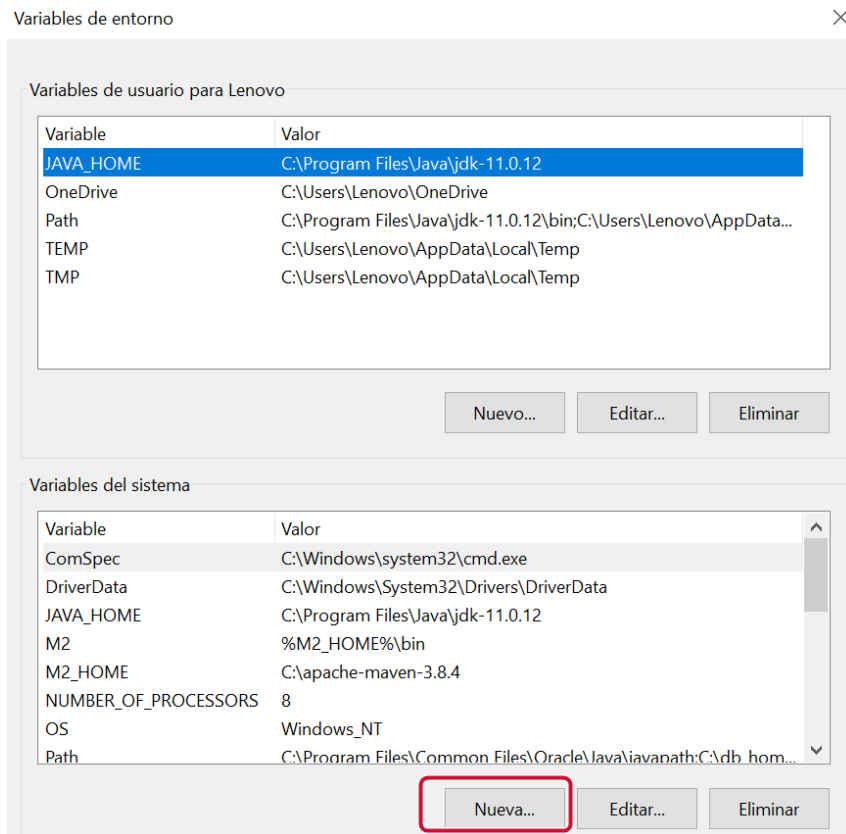 Variables de entorno
Variables de usuario para Lenovo
Variable Valor
JAVA_HOME C:\Program Files\Java\jdk-11.0.12
OneDrive C:\Users\Lenovo\OneDrive
Path C:\Program Files\Java\jdk-11.0.12\bin;C:\Users\Lenovo\AppData...
TEMP C:\Users\Lenovo\AppData\Local\Temp
TMP C:\Users\Lenovo\AppData\Local\Temp
Nuevo... Editar... Eliminar
Variables del sistema
Variable Valor
ComSpec C:\Windows\system32\cmd.exe
DriverData C:\Windows\System32\Drivers\DriverData
JAVA_HOME C:\Program Files\Java\jdk-11.0.12
M2 %M2_HOME%\bin
M2_HOME C:\apache-maven-3.8.4
NUMBER_OF_PROCESSORS 8
OS Windows_NT
Path C:\Program Files\Common Files\Oracle\Java\javapath;C:\db_hom...
Nueva... Editar... Eliminar